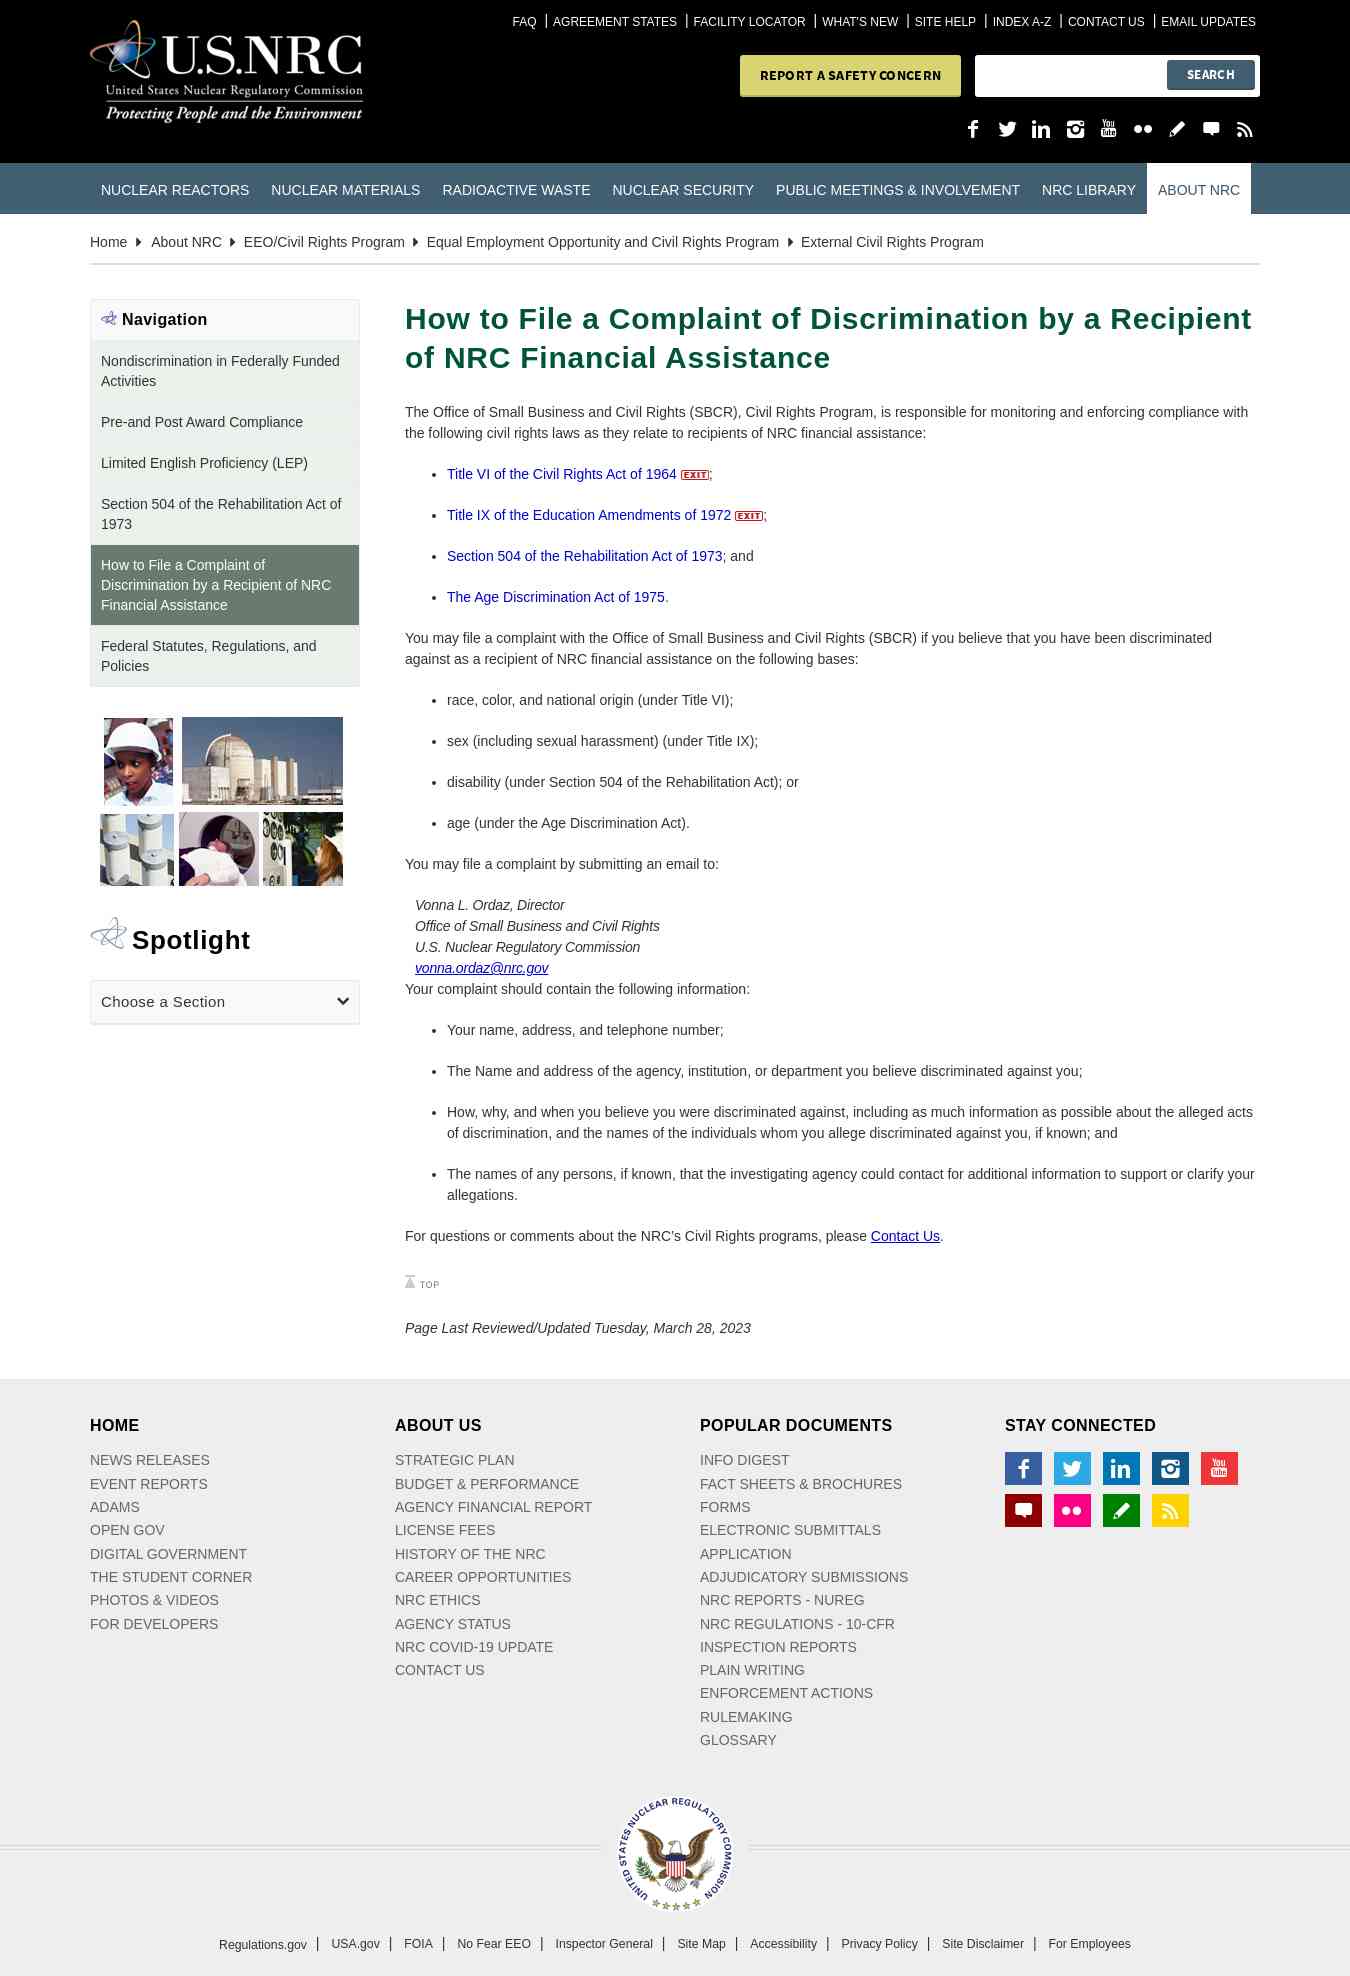 FAQ | AGREEMENT STATES | FACILITY LOCATOR | WHAT'S NEW | SITE HELP | INDEX A-Z | CONTACT US | EMAIL UPDATES
U.S.NRC
United States Nuclear Regulatory Commission
Protecting People and the Environment
REPORT A SAFETY CONCERN
SEARCH
You Tube
NUCLEAR REACTORS NUCLEAR MATERIALS RADIOACTIVE WASTE NUCLEAR SECURITY PUBLIC MEETINGS & INVOLVEMENT NRC LIBRARY ABOUT NRC
Home About NRC EEO/Civil Rights Program Equal Employment Opportunity and Civil Rights Program External Civil Rights Program
Navigation
Nondiscrimination in Federally Funded
Activities
Pre-and Post Award Compliance
Limited English Proficiency (LEP)
Section 504 of the Rehabilitation Act of
1973
How to File a Complaint of
Discrimination by a Recipient of NRC
Financial Assistance
Federal Statutes, Regulations, and
Policies
Spotlight
Choose a Section
How to File a Complaint of Discrimination by a Recipient
of NRC Financial Assistance
The Office of Small Business and Civil Rights (SBCR), Civil Rights Program, is responsible for monitoring and enforcing compliance with
the following civil rights laws as they relate to recipients of NRC financial assistance:
• Title VI of the Civil Rights Act of 1964 EXIT;
• Title IX of the Education Amendments of 1972 EXIT;
• Section 504 of the Rehabilitation Act of 1973; and
• The Age Discrimination Act of 1975.
You may file a complaint with the Office of Small Business and Civil Rights (SBCR) if you believe that you have been discriminated
against as a recipient of NRC financial assistance on the following bases:
• race, color, and national origin (under Title VI);
• sex (including sexual harassment) (under Title IX);
• disability (under Section 504 of the Rehabilitation Act); or
• age (under the Age Discrimination Act).
You may file a complaint by submitting an email to:
Vonna L. Ordaz, Director
Office of Small Business and Civil Rights
U.S. Nuclear Regulatory Commission
vonna.ordaz@nrc.gov
Your complaint should contain the following information:
• Your name, address, and telephone number;
• The Name and address of the agency, institution, or department you believe discriminated against you;
• How, why, and when you believe you were discriminated against, including as much information as possible about the alleged acts
of discrimination, and the names of the individuals whom you allege discriminated against you, if known; and
• The names of any persons, if known, that the investigating agency could contact for additional information to support or clarify your
allegations.
For questions or comments about the NRC's Civil Rights programs, please Contact Us.
TOP
Page Last Reviewed/Updated Tuesday, March 28, 2023
HOME
NEWS RELEASES
EVENT REPORTS
ADAMS
OPEN GOV
DIGITAL GOVERNMENT
THE STUDENT CORNER
PHOTOS & VIDEOS
FOR DEVELOPERS
ABOUT US
STRATEGIC PLAN
BUDGET & PERFORMANCE
AGENCY FINANCIAL REPORT
LICENSE FEES
HISTORY OF THE NRC
CAREER OPPORTUNITIES
NRC ETHICS
AGENCY STATUS
NRC COVID-19 UPDATE
CONTACT US
POPULAR DOCUMENTS
INFO DIGEST
FACT SHEETS & BROCHURES
FORMS
ELECTRONIC SUBMITTALS
APPLICATION
ADJUDICATORY SUBMISSIONS
NRC REPORTS - NUREG
NRC REGULATIONS - 10-CFR
INSPECTION REPORTS
PLAIN WRITING
ENFORCEMENT ACTIONS
RULEMAKING
GLOSSARY
STAY CONNECTED
You Tube
UNITED STATES NUCLEAR REGULATORY COMMISSION
Regulations.gov | USA.gov | FOIA | No Fear EEO | Inspector General | Site Map | Accessibility | Privacy Policy | Site Disclaimer | For Employees